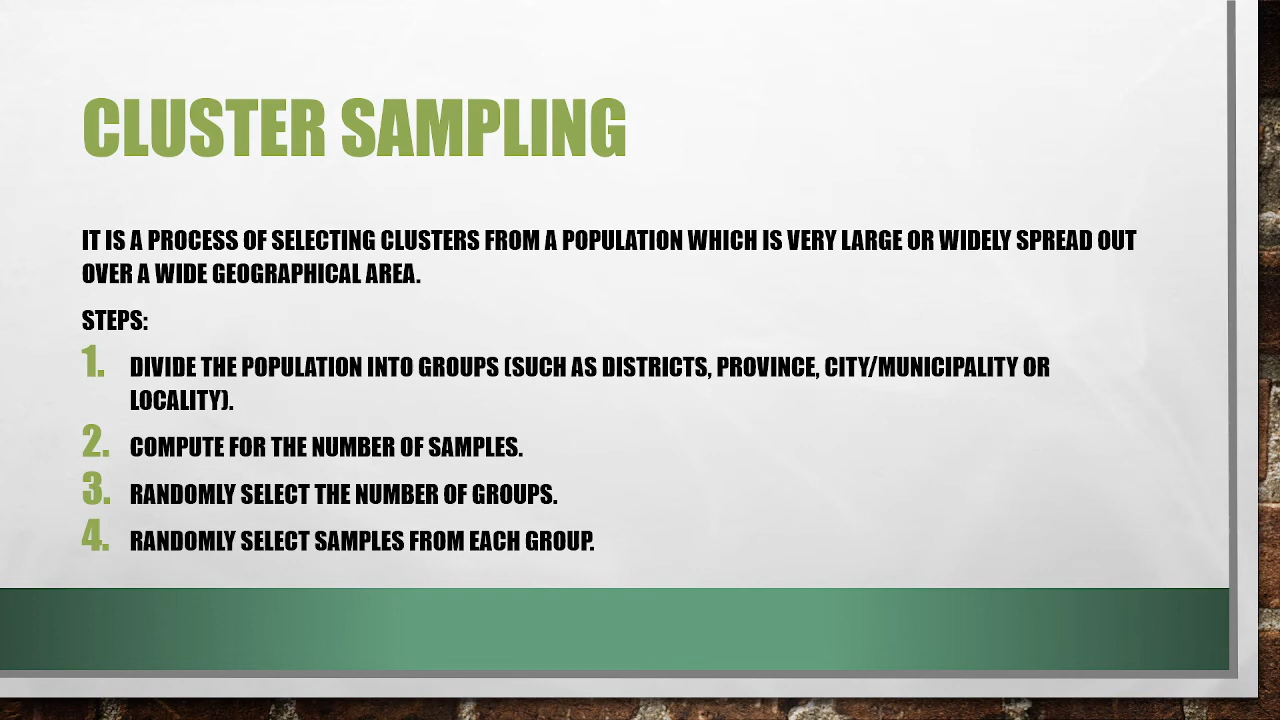 CLUSTER SAMPLING
IT IS A PROCESS OF SELECTING CLUSTERS FROM A POPULATION WHICH IS VERY LARGE OR WIDELY SPREAD OUT
OVER A WIDE GEOGRAPHICAL AREA.
STEPS:
1. DIVIDE THE POPULATION INTO GROUPS (SUCH AS DISTRICTS, PROVINCE, CITY/MUNICIPALITY OR
LOCALITY).
2. COMPUTE FOR THE NUMBER OF SAMPLES.
3. RANDOMLY SELECT THE NUMBER OF GROUPS.
4. RANDOMLY SELECT SAMPLES FROM EACH GROUP.